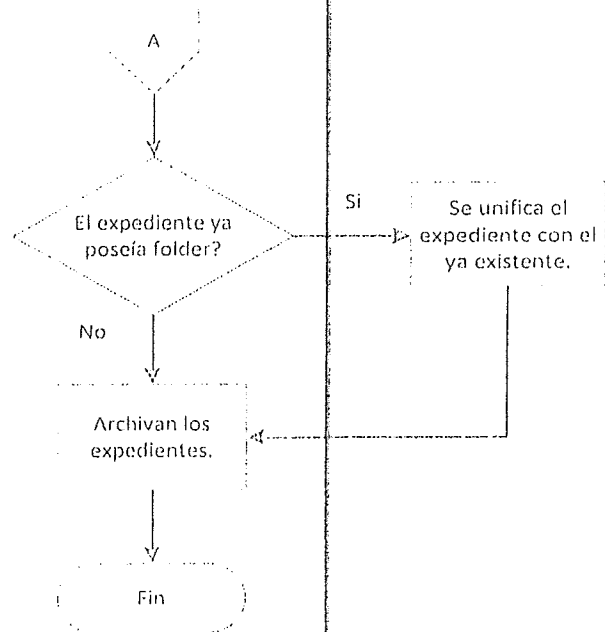 A
El expediente ya
poseía folder?
Si
Se unifica el
expediente con el
ya existente.
No
Archivan los
expedientes.
Fin